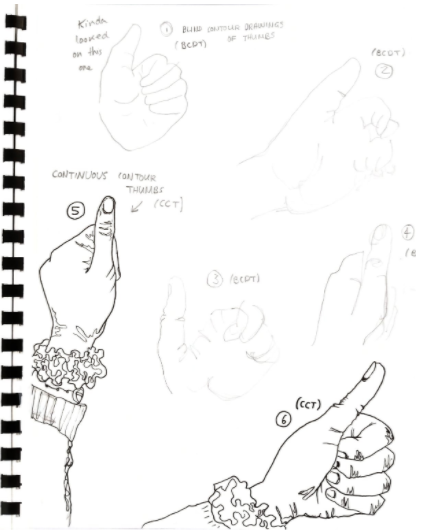 Kinda
looked
on this
one
① BLIND CONTOUR DRAWINGS
(BCDT) OF THUMBS
(BCDT)
②
CONTINUOUS CONTOUR
THUMBS
(CCT)
⑤
④
(B
③ (BCDT)
(CCT)
⑥